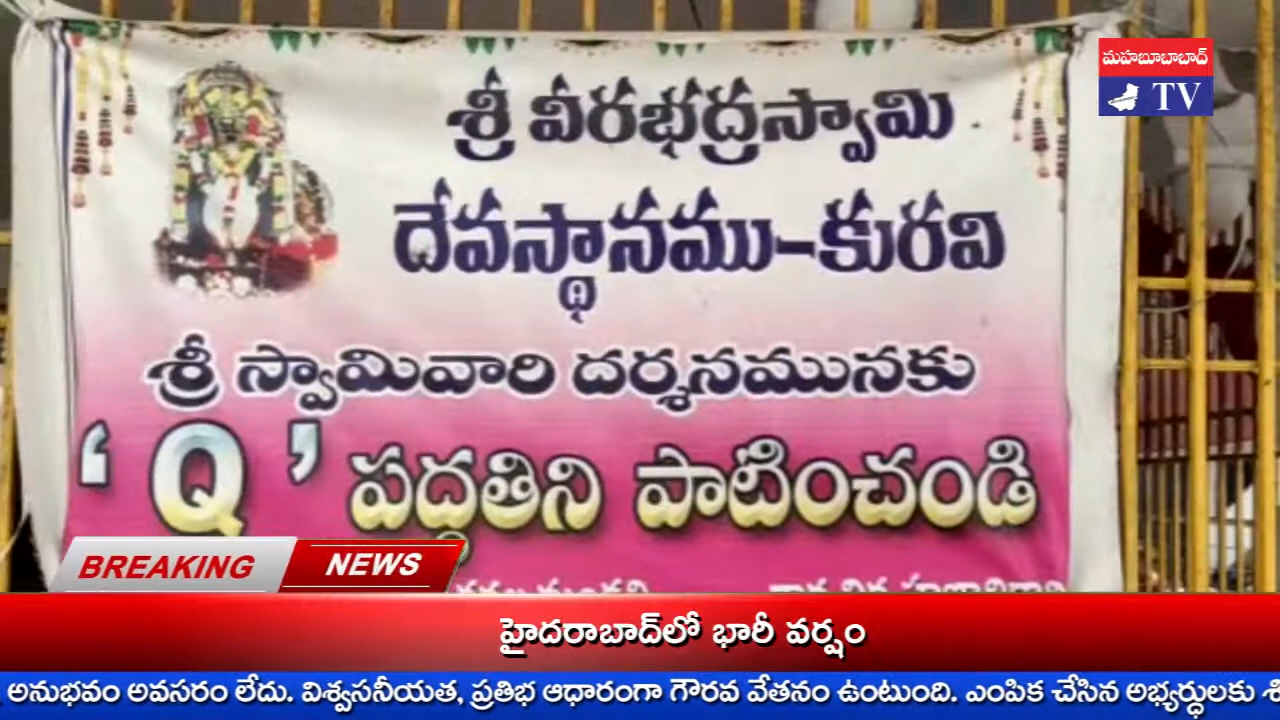 మహబూబాబాద్
TV
శ్రీ వీరభద్రస్వామి
దేవస్థానము-కురవి
శ్రీ స్వామివారి దర్శనమునకు
‘ Q ’ పద్ధతిని పాటించండి
BREAKING NEWS
హైదరాబాద్‌లో భారీ వర్షం
అనుభవం అవసరం లేదు. విశ్వసనీయత, ప్రతిభ ఆధారంగా గౌరవ వేతనం ఉంటుంది. ఎంపిక చేసిన అభ్యర్థులకు